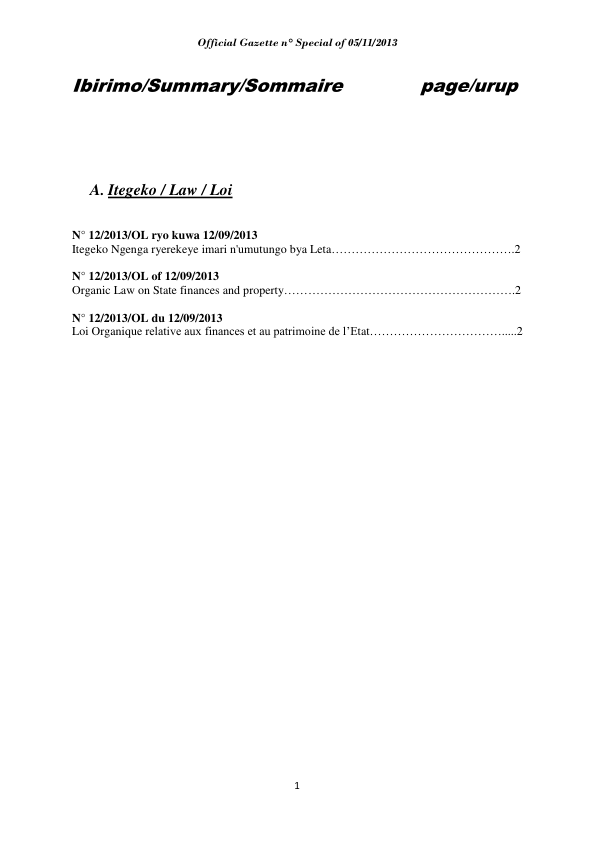 Official Gazette n° Special of 05/11/2013
Ibirimo/Summary/Sommaire page/urup
A. Itegeko / Law / Loi
N° 12/2013/OL ryo kuwa 12/09/2013
Itegeko Ngenga ryerekeye imari n'umutungo bya Leta……………………………………….2
N° 12/2013/OL of 12/09/2013
Organic Law on State finances and property………………………………………………….2
N° 12/2013/OL du 12/09/2013
Loi Organique relative aux finances et au patrimoine de l’Etat…………………………….....2
1